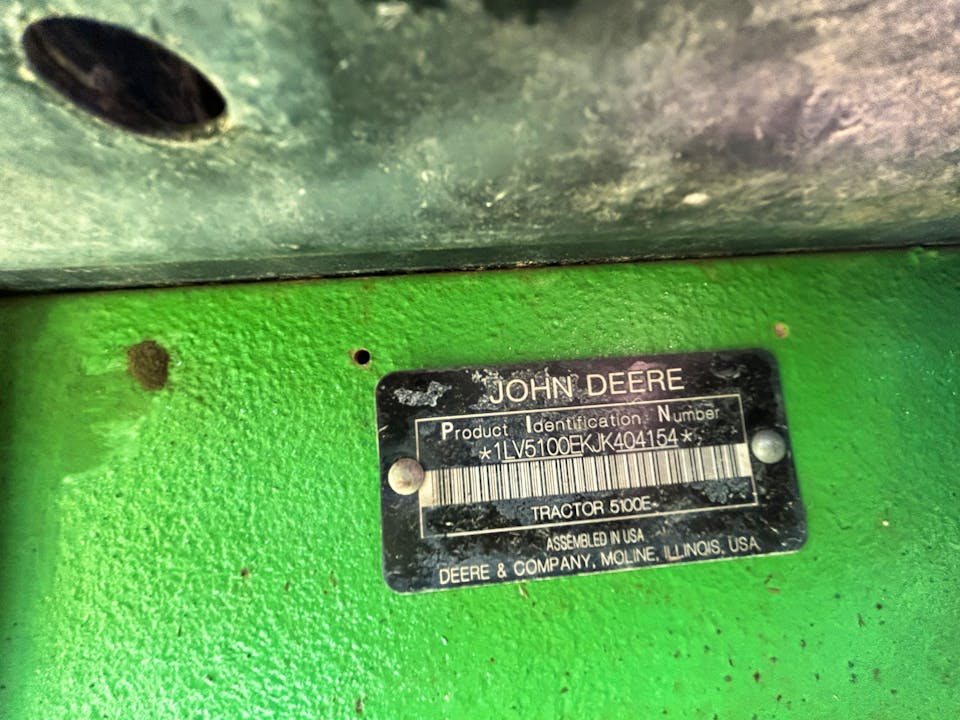 JOHN DEERE
Product Identification Number
*1LV5100EKJK404154*
TRACTOR 5100E
ASSEMBLED IN USA
DEERE & COMPANY, MOLINE, ILLINOIS, USA